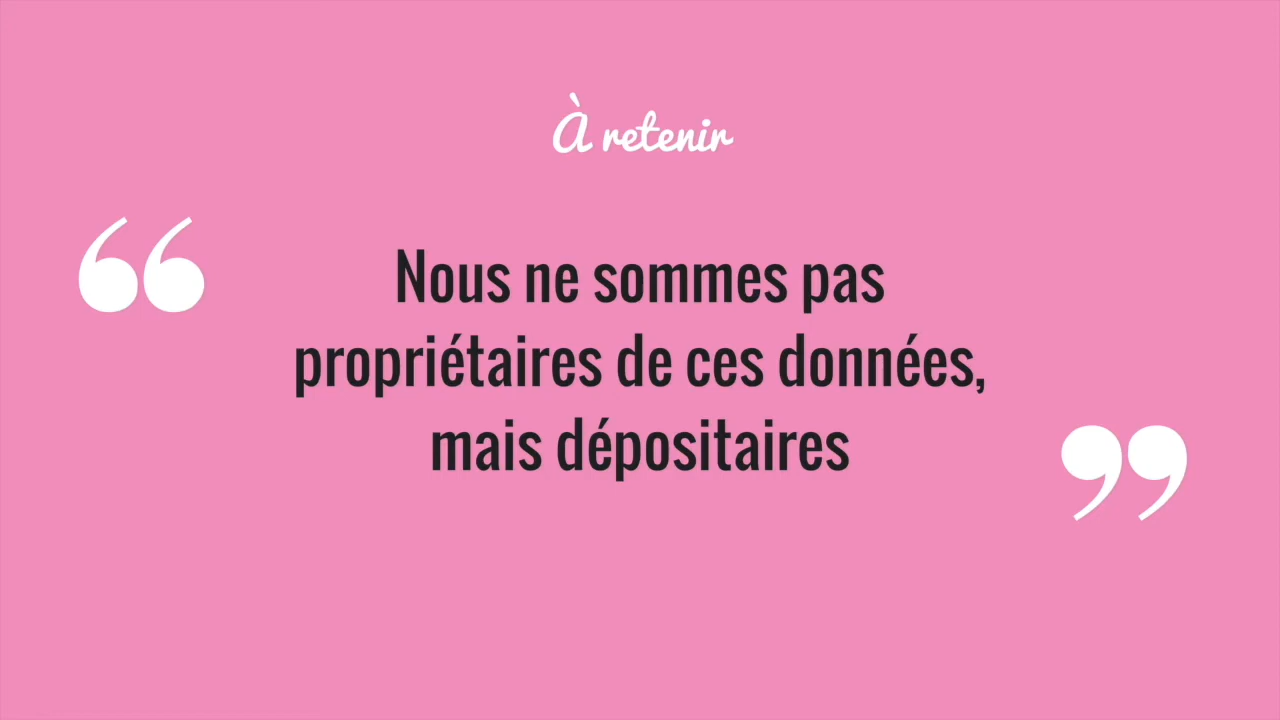 À retenir
“
Nous ne sommes pas
propriétaires de ces données,
mais dépositaires
”